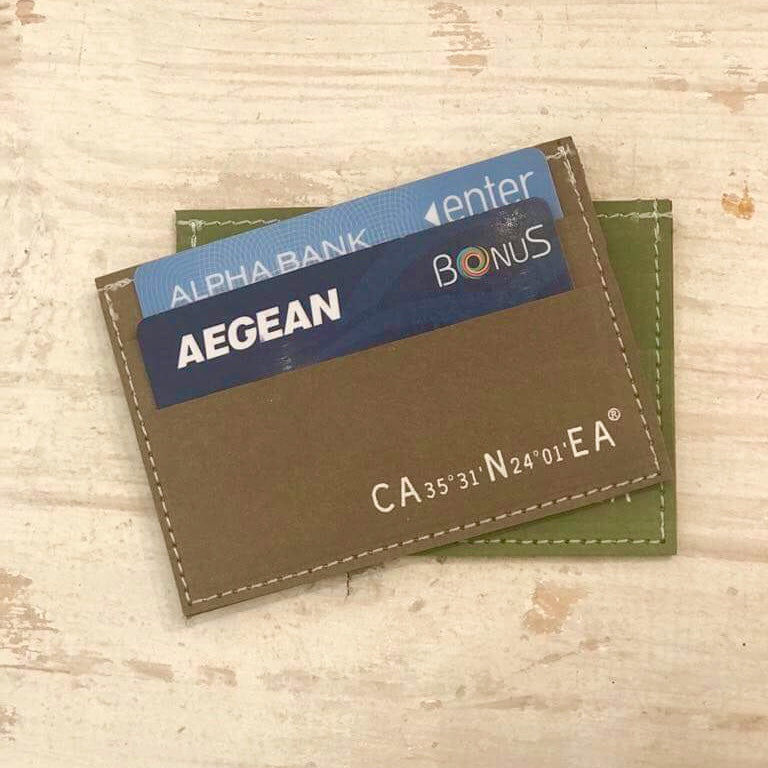 enter
ALPHA BANK
BONUS
AEGEAN
CA35°31'N24°01'EA®